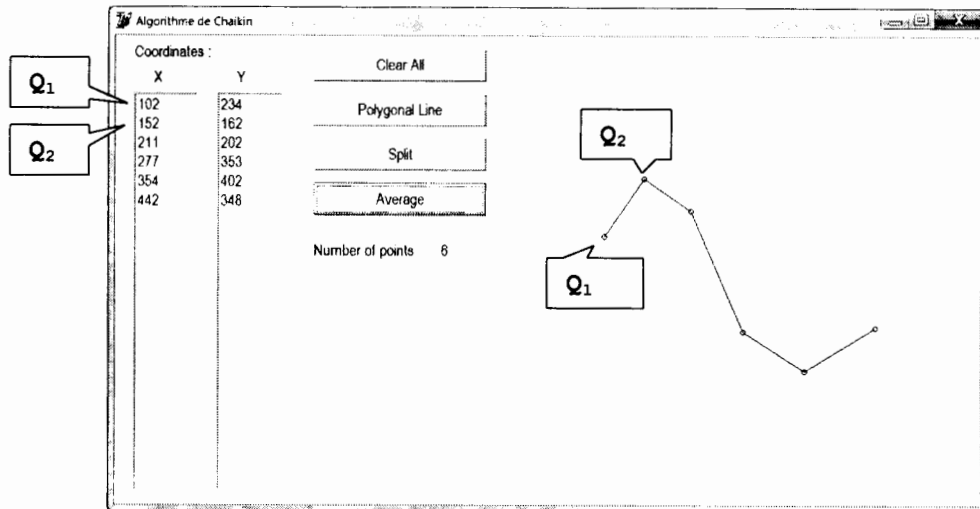 Algorithme de Chaikin
Coordinates :
X Y
102 234
152 162
211 202
277 353
354 402
442 348
Clear All
Polygonal Line
Split
Average
Number of points 6
Q₁
Q₂
Q₂
Q₁